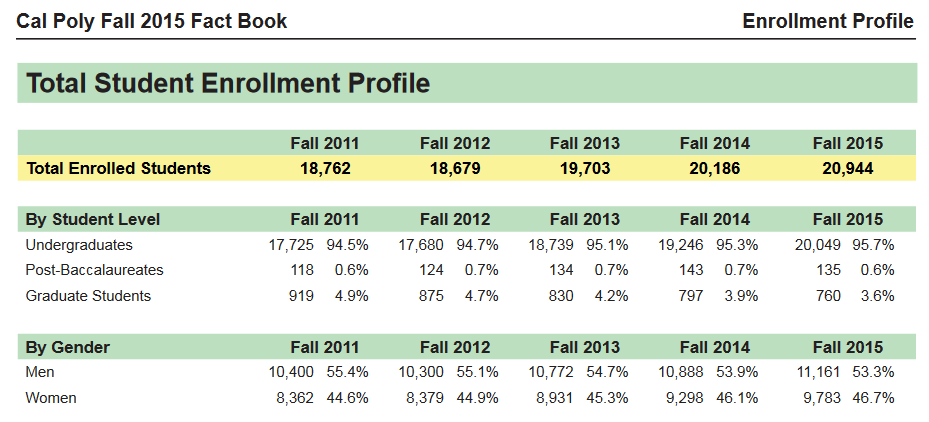 Cal Poly Fall 2015 Fact Book Enrollment Profile
Total Student Enrollment Profile
Fall 2011 Fall 2012 Fall 2013 Fall 2014 Fall 2015
Total Enrolled Students 18,762 18,679 19,703 20,186 20,944
By Student Level Fall 2011 Fall 2012 Fall 2013 Fall 2014 Fall 2015
Undergraduates 17,725 94.5% 17,680 94.7% 18,739 95.1% 19,246 95.3% 20,049 95.7%
Post-Baccalaureates 118 0.6% 124 0.7% 134 0.7% 143 0.7% 135 0.6%
Graduate Students 919 4.9% 875 4.7% 830 4.2% 797 3.9% 760 3.6%
By Gender Fall 2011 Fall 2012 Fall 2013 Fall 2014 Fall 2015
Men 10,400 55.4% 10,300 55.1% 10,772 54.7% 10,888 53.9% 11,161 53.3%
Women 8,362 44.6% 8,379 44.9% 8,931 45.3% 9,298 46.1% 9,783 46.7%